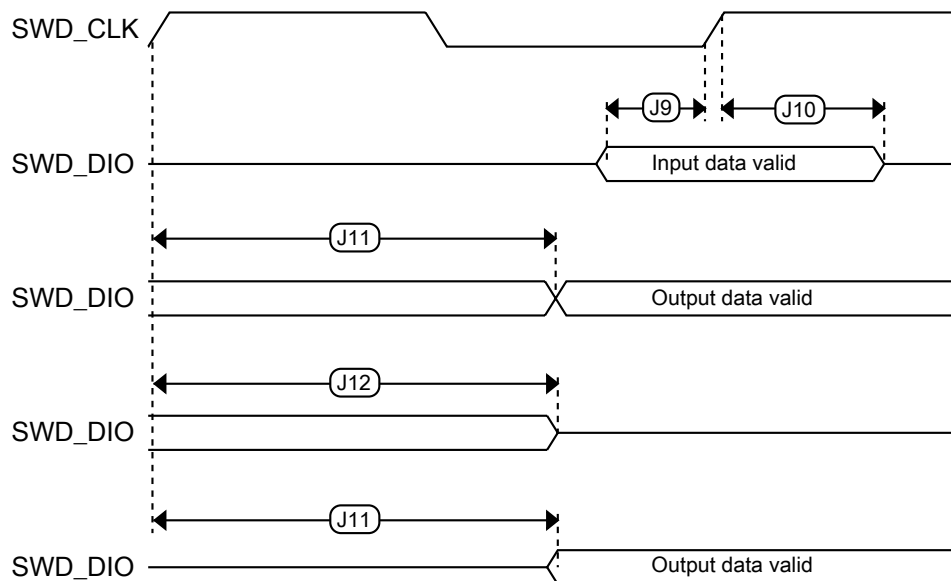 SWD_CLK
J9
J10
SWD_DIO
Input data valid
J11
SWD_DIO
Output data valid
J12
SWD_DIO
J11
SWD_DIO
Output data valid